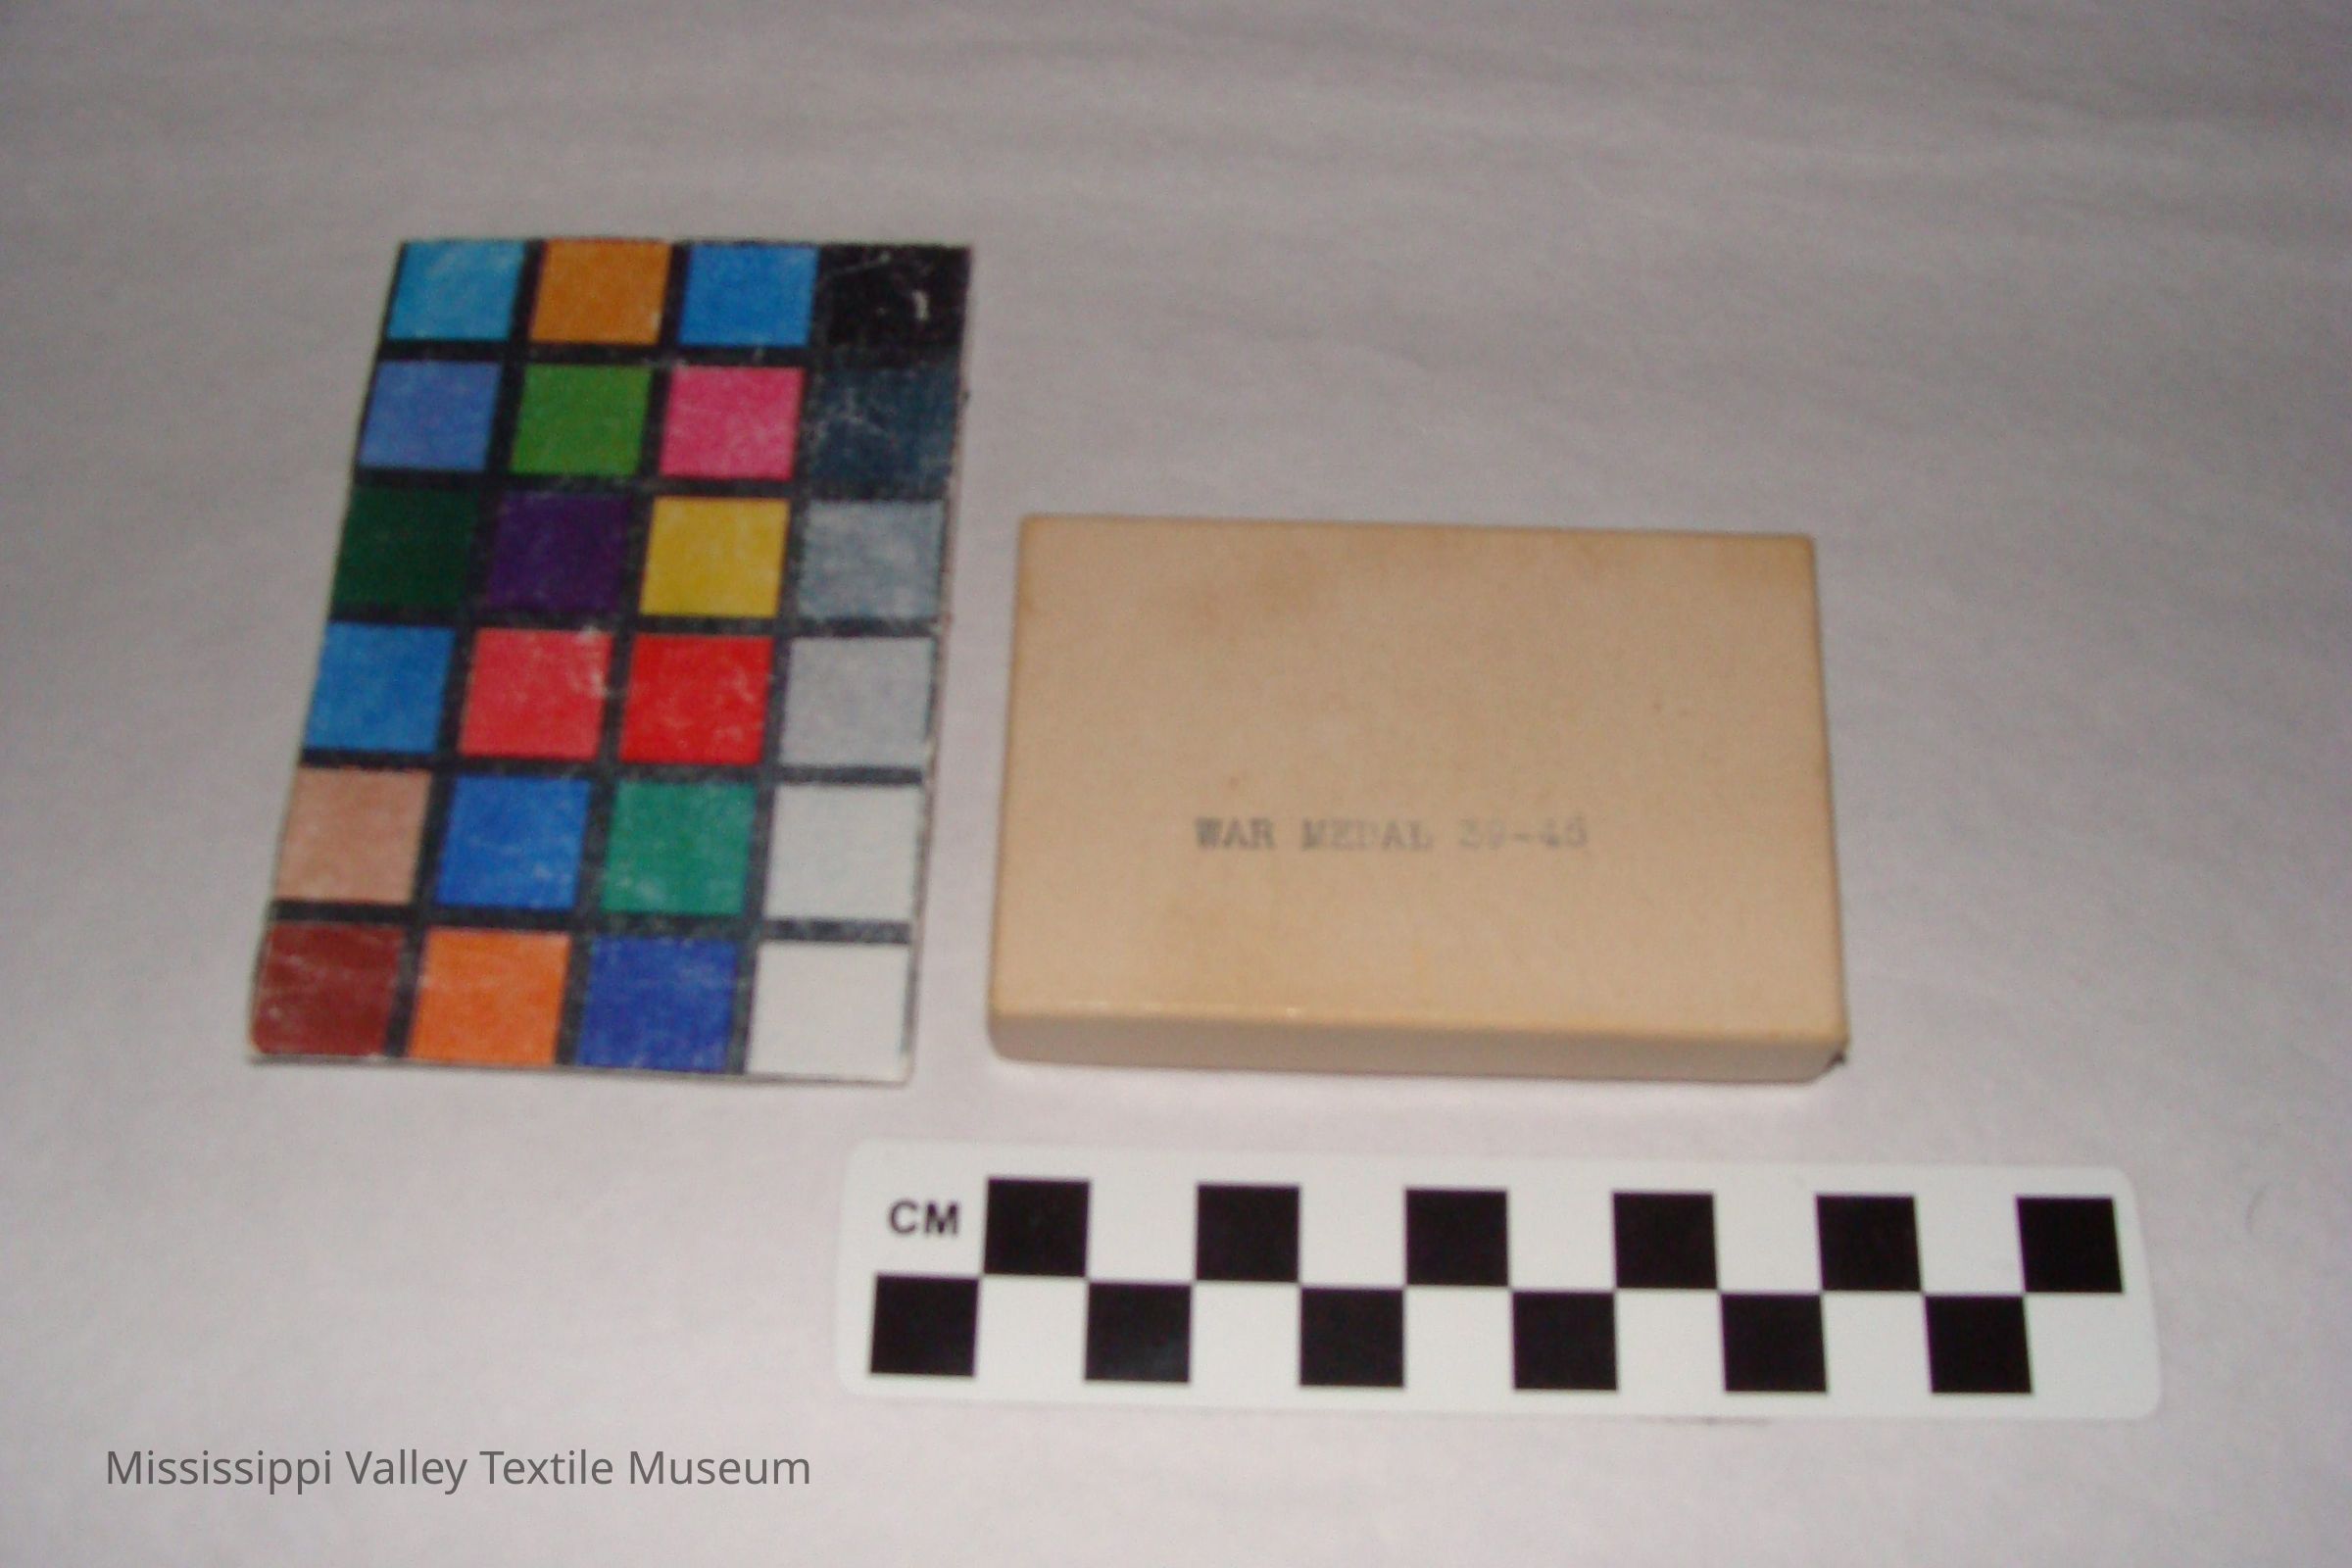 WAR MEDAL 39-45
CM
Mississippi Valley Textile Museum